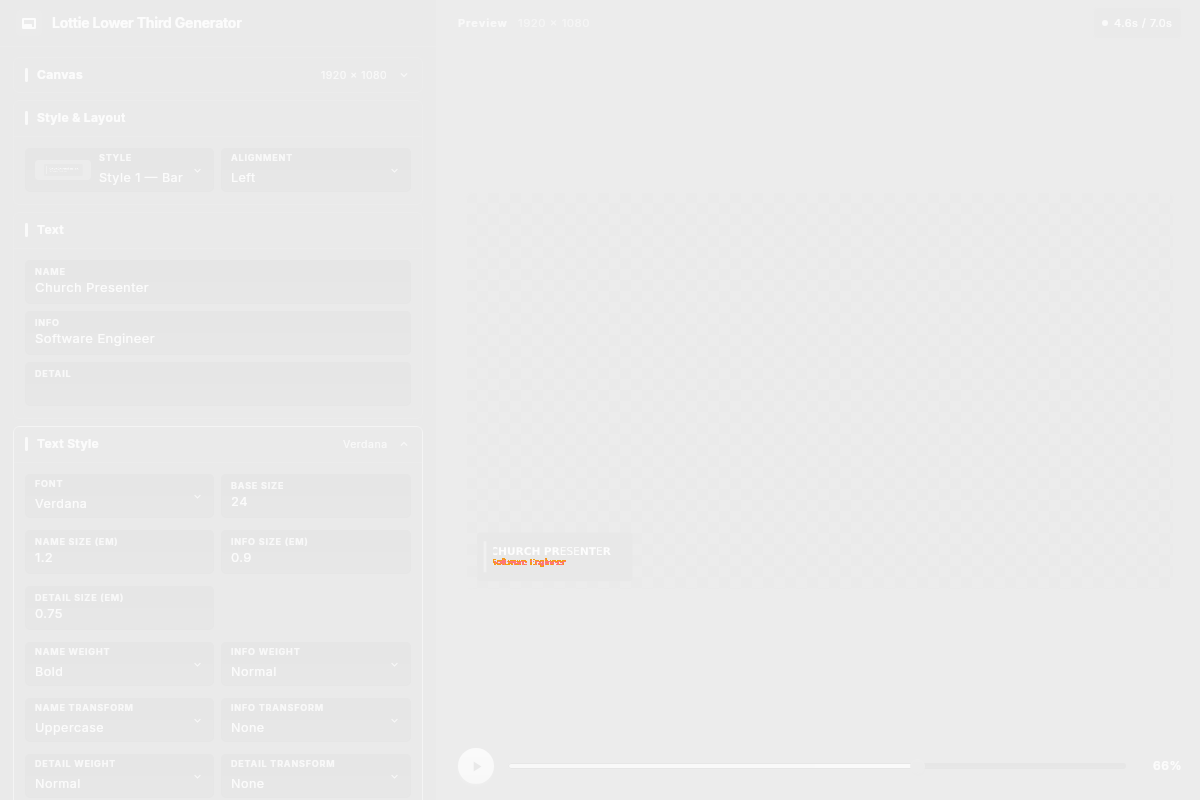 Lottie Lower Third Generator
Canvas
1920 × 1080
Style & Layout
STYLE
Style 1 — Bar
ALIGNMENT
Left
Text
NAME
Church Presenter
INFO
Software Engineer
DETAIL
Text Style
Verdana
FONT
Verdana
BASE SIZE
24
NAME SIZE (EM)
1.2
INFO SIZE (EM)
0.9
DETAIL SIZE (EM)
0.75
NAME WEIGHT
Bold
INFO WEIGHT
Normal
NAME TRANSFORM
Uppercase
INFO TRANSFORM
None
DETAIL WEIGHT
Normal
DETAIL TRANSFORM
None
Preview 1920 × 1080
4.6s / 7.0s
CHURCH PRESENTER
Software Engineer
66%